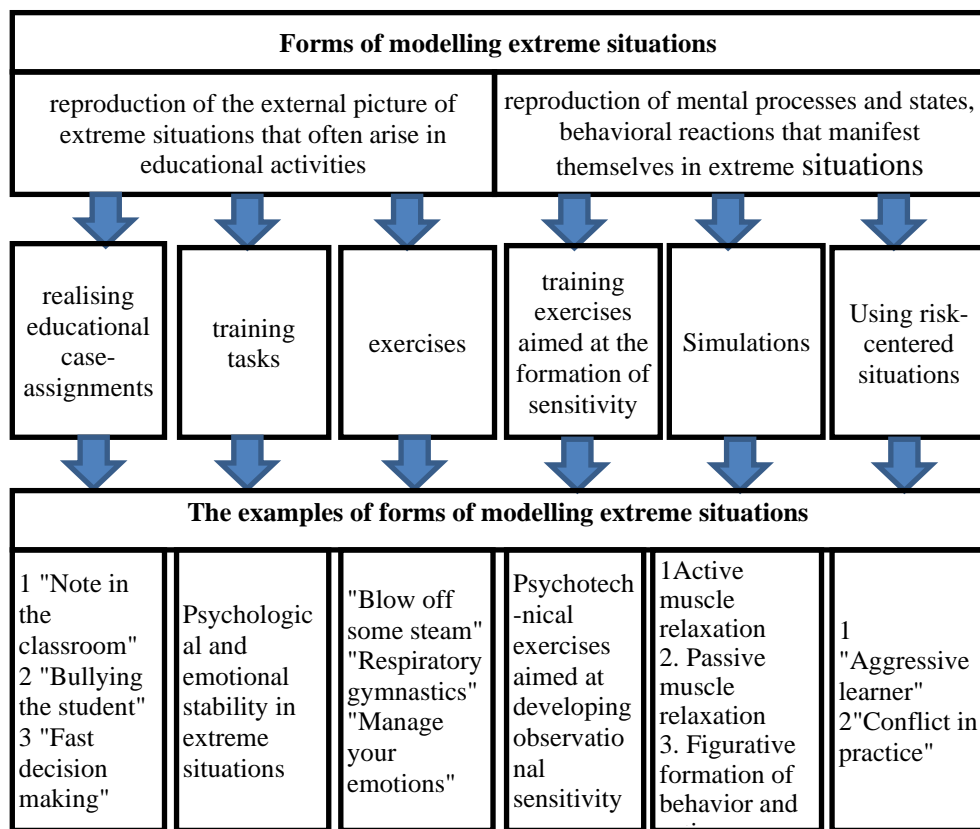 Forms of modelling extreme situations
reproduction of the external picture of
extreme situations that often arise in
educational activities
reproduction of mental processes and states,
behavioral reactions that manifest
themselves in extreme situations
realising
educational
case-
assignments
training
tasks
exercises
training
exercises
aimed at the
formation of
sensitivity
Simulations
Using risk-
centered
situations
The examples of forms of modelling extreme situations
1 "Note in
the
classroom"
2 "Bullying
the student"
3 "Fast
decision
making"
Psychologic
al and
emotional
stability in
extreme
situations
"Blow off
some steam"
"Respiratory
gymnastics"
"Manage
your
emotions"
Psychotech
-nical
exercises
aimed at
developing
observatio
nal
sensitivity
1Active
muscle
relaxation
2. Passive
muscle
relaxation
3. Figurative
formation of
behavior and
1
"Aggressive
learner"
2"Conflict in
practice"